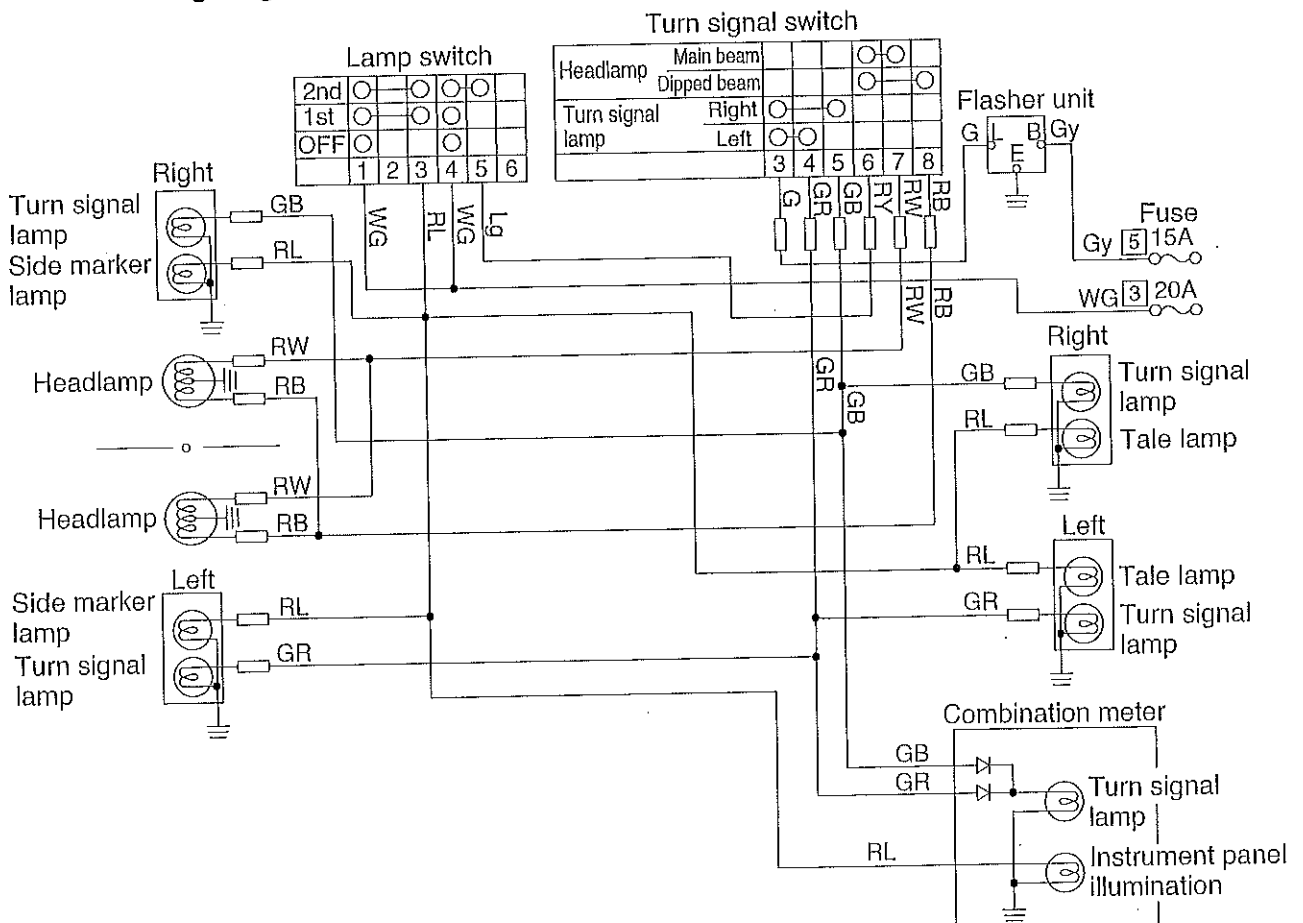 Turn signal switch
Headlamp
Main beam
Dipped beam
Turn signal
lamp
Right
Left
3 4 5 6 7 8
Lamp switch
2nd
1st
OFF
1 2 3 4 5 6
Flasher unit
G L B Gy
E
Fuse
Gy 5 15A
WG 3 20A
WG RL WG Lg
G GR GB RY RW RB
RW RB
GR GB
Right
Turn signal
lamp
GB
Side marker
lamp
RL
Headlamp
RW
RB
Headlamp
RW
RB
Left
Side marker
lamp
RL
Turn signal
lamp
GR
Right
GB
Turn signal
lamp
RL
Tale lamp
Left
RL
Tale lamp
GR
Turn signal
lamp
Combination meter
GB
GR
Turn signal
lamp
RL
Instrument panel
illumination